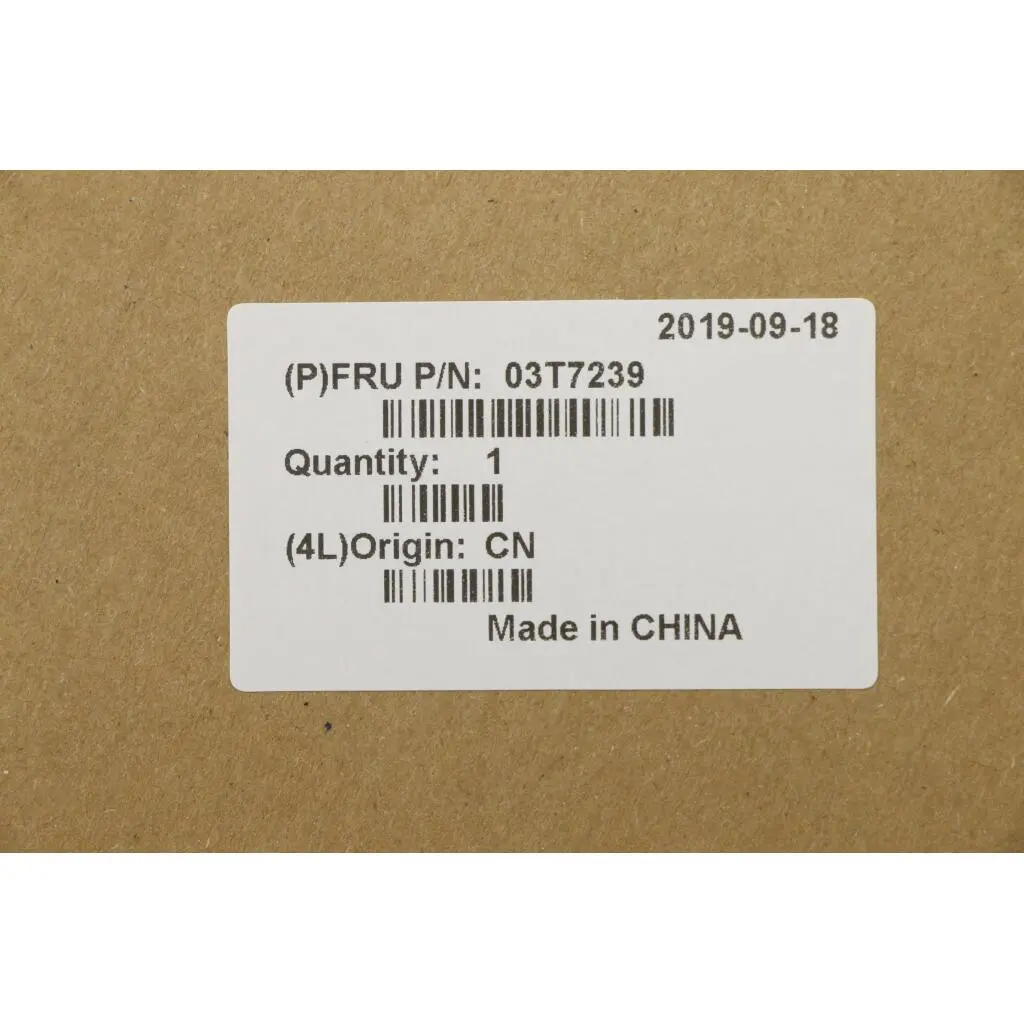 2019-09-18
(P)FRU P/N: 03T7239
Quantity: 1
(4L)Origin: CN
Made in CHINA